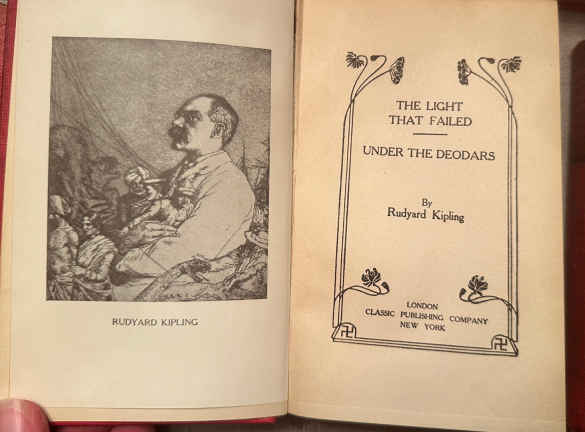 RUDYARD KIPLING
THE LIGHT
THAT FAILED
UNDER THE DEODARS
By
Rudyard Kipling
LONDON
CLASSIC PUBLISHING COMPANY
NEW YORK